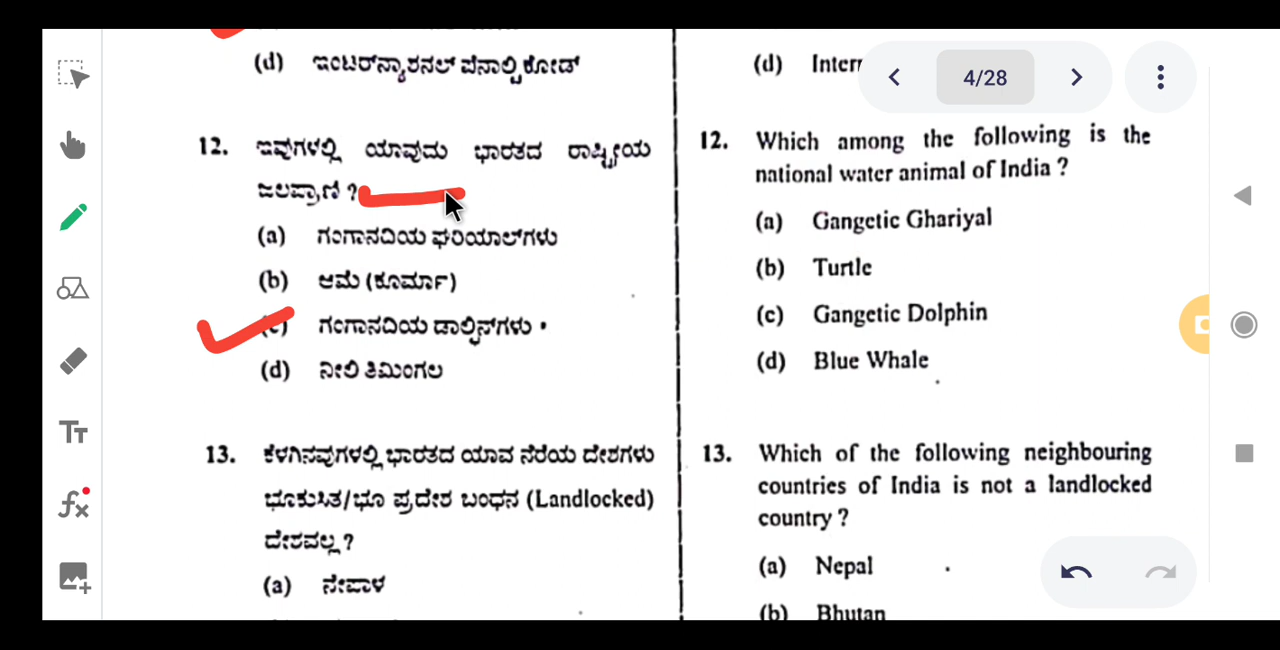 (d) ಇಂಟರ್‌ನ್ಯಾಶನಲ್ ಪೆನಾಲ್ಟಿ ಕೋಡ್
12. ಇವುಗಳಲ್ಲಿ ಯಾವುದು ಭಾರತದ ರಾಷ್ಟ್ರೀಯ
ಜಲಪ್ರಾಣಿ ?
(a) ಗಂಗಾನದಿಯ ಘರಿಯಾಲ್‌ಗಳು
(b) ಆಮೆ (ಕೂರ್ಮಾ)
(c) ಗಂಗಾನದಿಯ ಡಾಲ್ಫಿನ್‌ಗಳು
(d) ನೀಲಿ ತಿಮಿಂಗಲ
13. ಕೆಳಗಿನವುಗಳಲ್ಲಿ ಭಾರತದ ಯಾವ ನೆರೆಯ ದೇಶಗಳು
ಭೂಕುಸಿತ/ಭೂ ಪ್ರದೇಶ ಬಂಧನ (Landlocked)
ದೇಶವಲ್ಲ ?
(a) ನೇಪಾಳ
(d) Intern
4/28
12. Which among the following is the
national water animal of India ?
(a) Gangetic Ghariyal
(b) Turtle
(c) Gangetic Dolphin
(d) Blue Whale
13. Which of the following neighbouring
countries of India is not a landlocked
country ?
(a) Nepal
(b) Bhutan
TT
fx